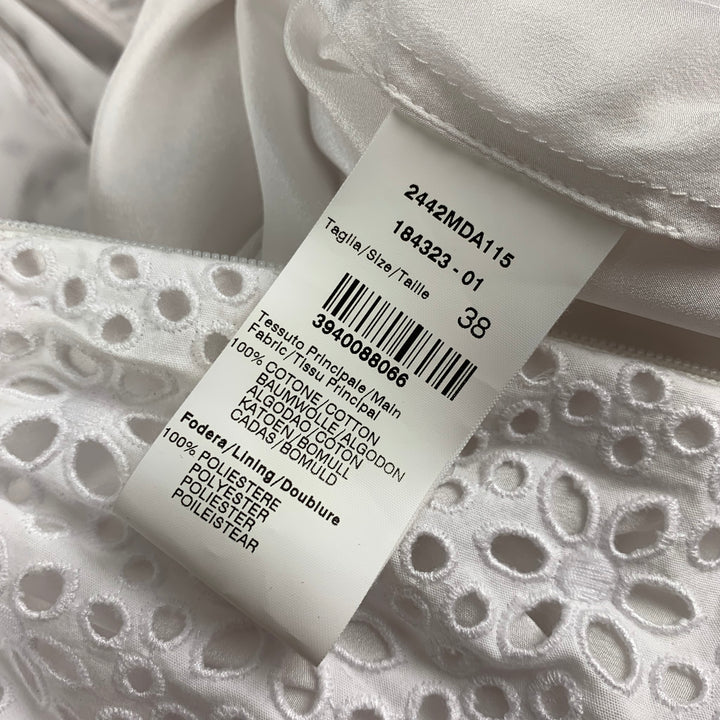 2442MDA115
184323-01
Taglia/Size/Taille 38
3940088066
Tessuto Principale/Main
Fabric/Tissu Principal
100% COTONE/COTTON
BAUMWOLLE/ALGODON
ALGODAO/COTON
KATOEN/BOMULL
CADAS/BOMULD
Fodera/Lining/Doublure
100% POLIESTERE
POLYESTER
POLIESTER
POILEISTEAR